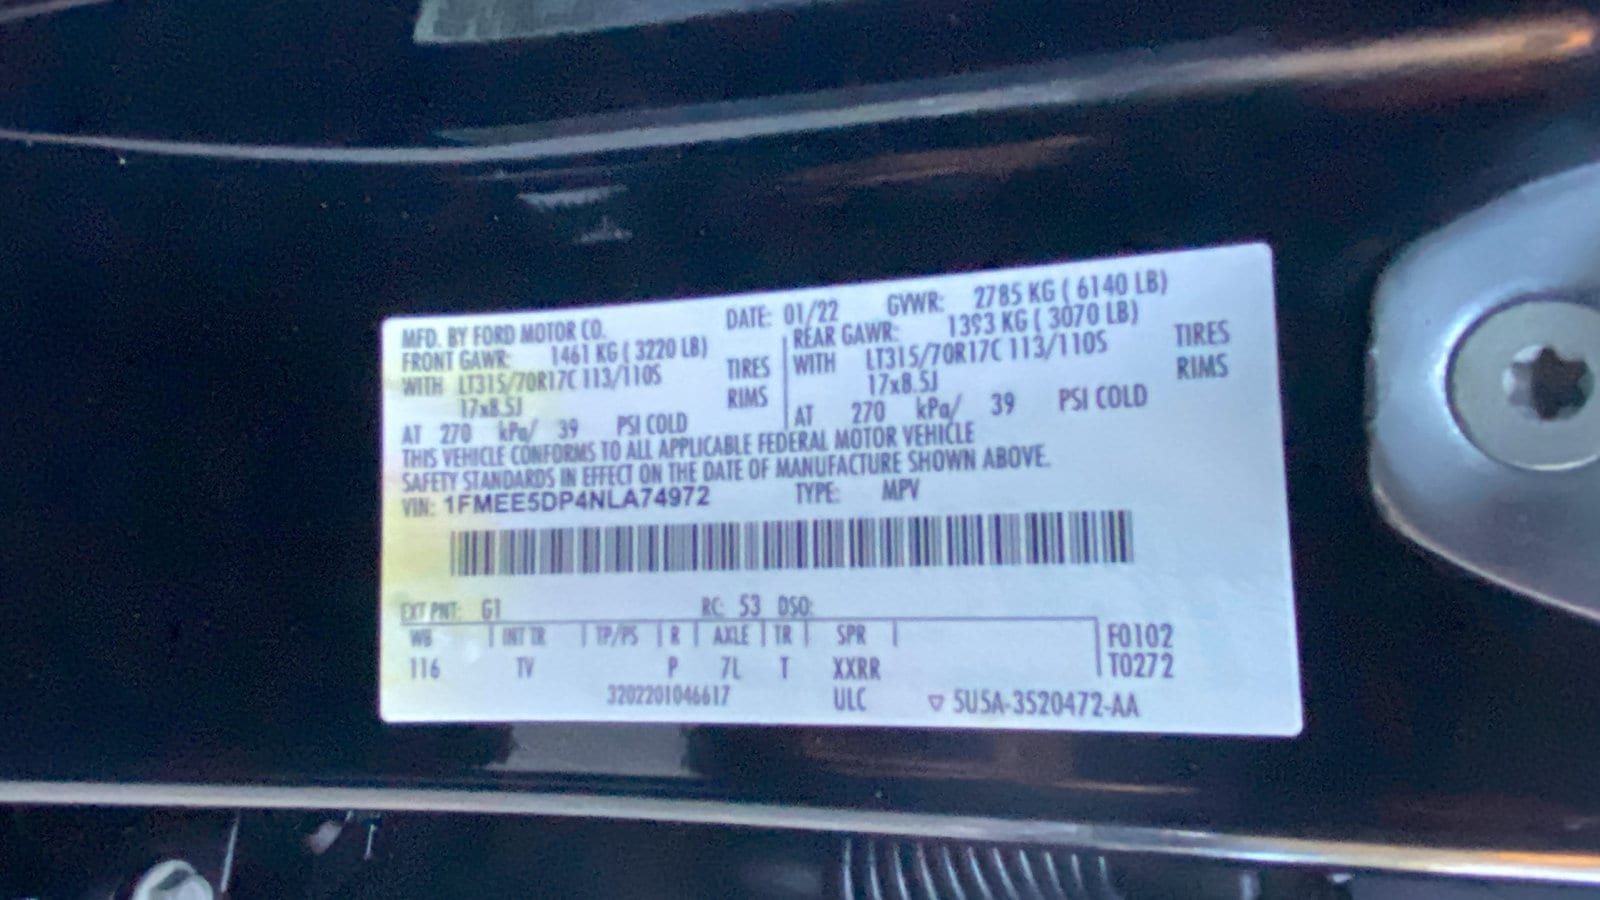 MFD. BY FORD MOTOR CO. DATE: 01/22 GVWR: 2785 KG ( 6140 LB)
FRONT GAWR: 1461 KG ( 3220 LB) REAR GAWR: 1393 KG ( 3070 LB)
WITH LT315/70R17C 113/110S TIRES WITH LT315/70R17C 113/110S TIRES
17x8.5J RIMS 17x8.5J RIMS
AT 270 kPa/ 39 PSI COLD AT 270 kPa/ 39 PSI COLD
THIS VEHICLE CONFORMS TO ALL APPLICABLE FEDERAL MOTOR VEHICLE
SAFETY STANDARDS IN EFFECT ON THE DATE OF MANUFACTURE SHOWN ABOVE.
VIN: 1FMEE5DP4NLA74972 TYPE: MPV
EXT PNT: G1 RC: 53 DSO:
WB INT TR TP/PS R AXLE TR SPR F0102
116 TV P 7L T XXRR T0272
3202201046617 ULC ▽ 5U5A-3520472-AA